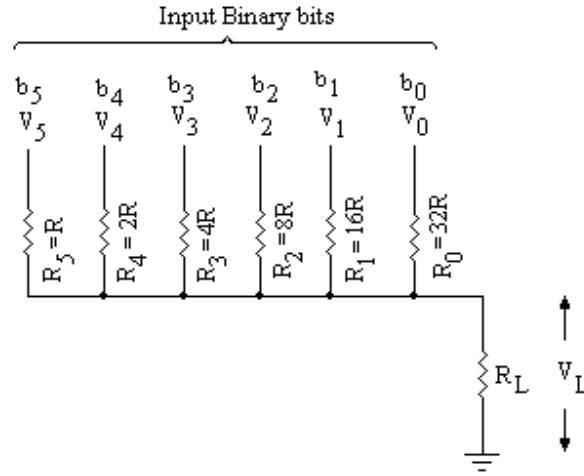 Input Binary bits
b5 b4 b3 b2 b1 b0
V5 V4 V3 V2 V1 V0
R5 = R
R4 = 2R
R3 = 4R
R2 = 8R
R1 = 16R
R0 = 32R
RL
VL